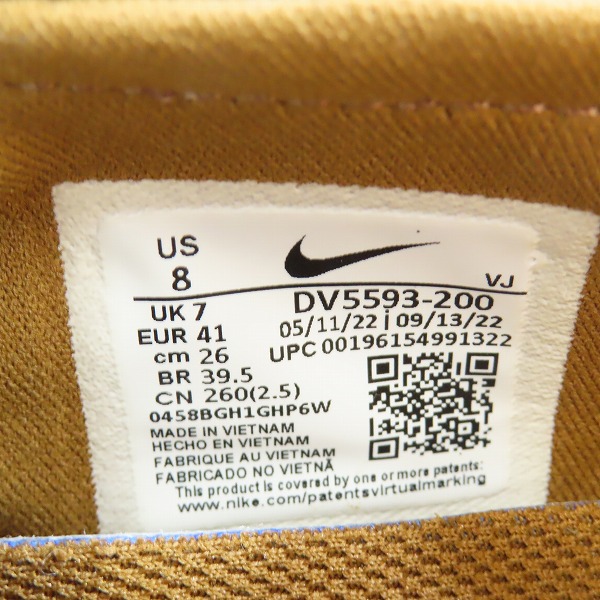 US
8
VJ
UK 7
DV5593-200
EUR 41
05/11/22 | 09/13/22
cm 26
UPC 00196154991322
BR 39.5
CN 260(2.5)
0458BGH1GHP6W
MADE IN VIETNAM
HECHO EN VIETNAM
FABRIQUE AU VIETNAM
FABRICADO NO VIETNÃ
This product is covered by one or more patents:
www.nike.com/patentsvirtualmarking